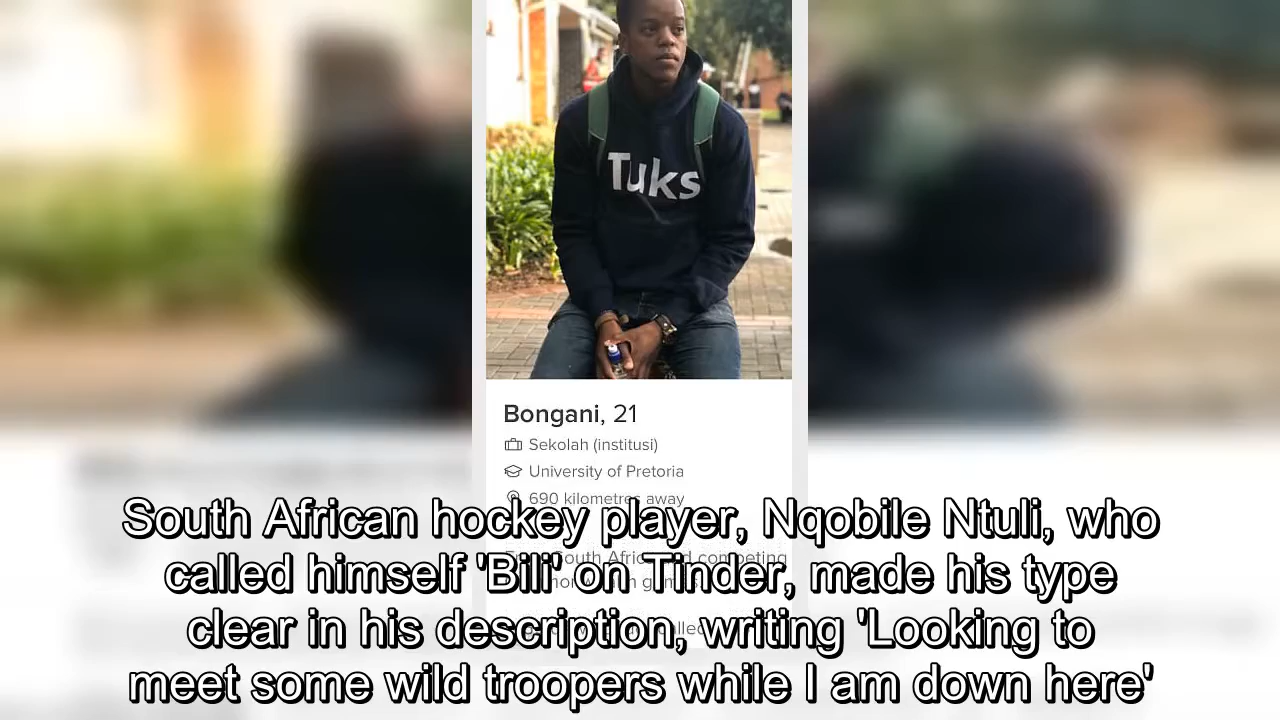 Tuks
Bongani, 21
Sekolah (institusi)
University of Pretoria
690 kilometres away
South African hockey player, Nqobile Ntuli, who
called himself 'Bili' on Tinder, made his type
clear in his description, writing 'Looking to
meet some wild troopers while I am down here'